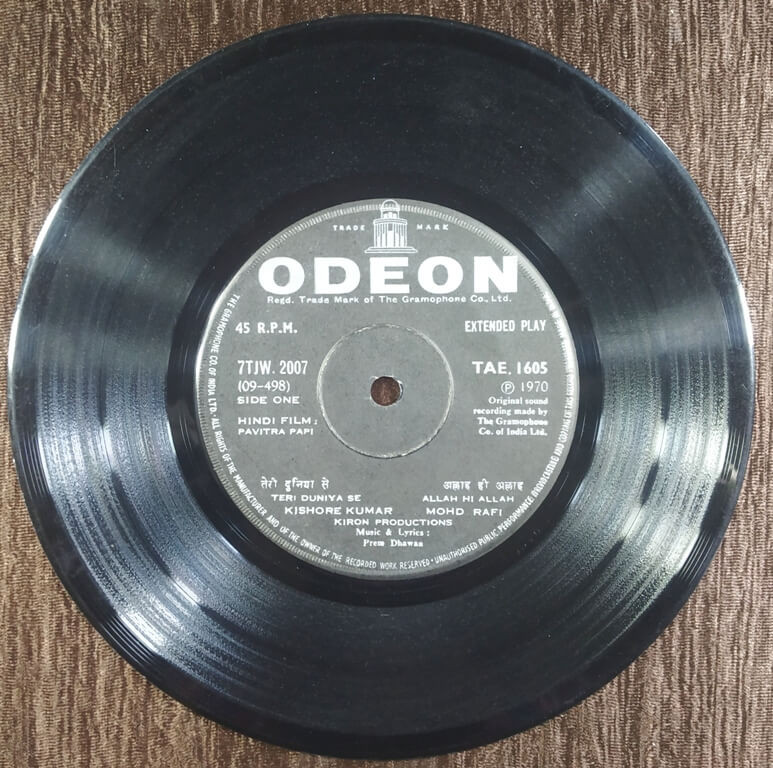 TRADE MARK
ODEON
Regd. Trade Mark of The Gramophone Co., Ltd.
45 R.P.M.
EXTENDED PLAY
7TJW. 2007
(09-498)
SIDE ONE
HINDI FILM:
PAVITRA PAPI
TAE. 1605
Ⓟ 1970
Original sound
recording made by
The Gramophone
Co. of India Ltd.
तेरी दुनिया से
TERI DUNIYA SE
KISHORE KUMAR
अल्लाह ही अल्लाह
ALLAH HI ALLAH
MOHD RAFI
KIRON PRODUCTIONS
Music & Lyrics:
Prem Dhawan
THE GRAMOPHONE CO. OF INDIA LTD. ALL RIGHTS OF THE MANUFACTURER AND OF THE OWNER OF THE RECORDED WORK RESERVED · UNAUTHORISED PUBLIC PERFORMANCE BROADCASTING AND COPYING OF THIS